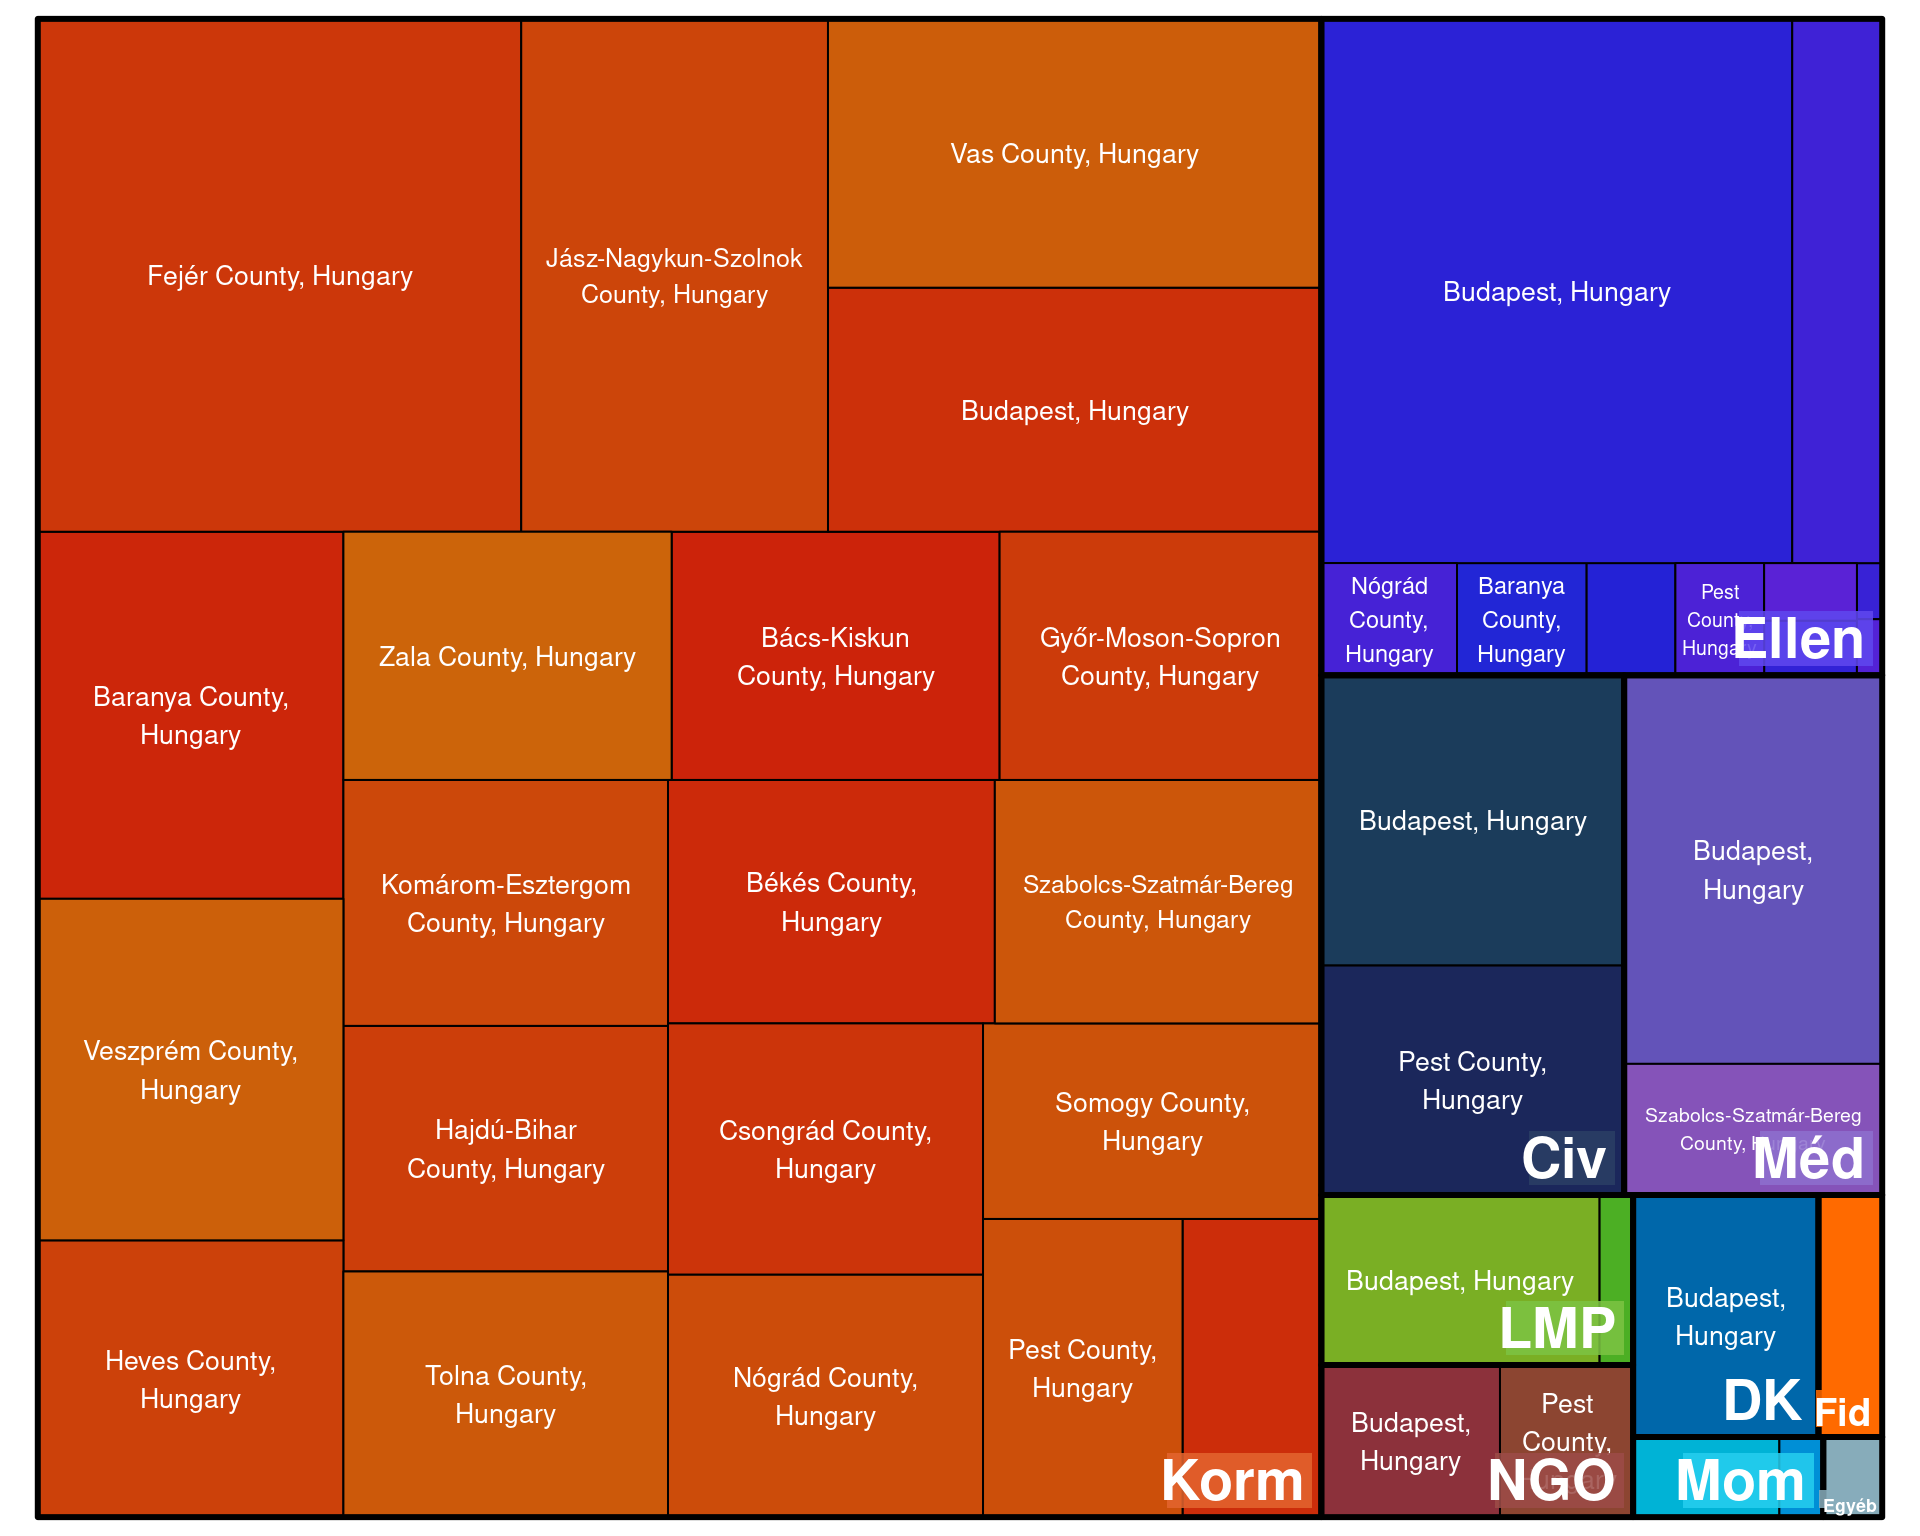 Fejér County, Hungary
Jász-Nagykun-Szolnok
County, Hungary
Vas County, Hungary
Budapest, Hungary
Baranya County,
Hungary
Zala County, Hungary
Bács-Kiskun
County, Hungary
Győr-Moson-Sopron
County, Hungary
Komárom-Esztergom
County, Hungary
Békés County,
Hungary
Szabolcs-Szatmár-Bereg
County, Hungary
Veszprém County,
Hungary
Hajdú-Bihar
County, Hungary
Csongrád County,
Hungary
Somogy County,
Hungary
Heves County,
Hungary
Tolna County,
Hungary
Nógrád County,
Hungary
Pest County,
Hungary
Korm
Budapest, Hungary
Nógrád
County,
Hungary
Baranya
County,
Hungary
Pest
County,
Hungary
Ellen
Budapest, Hungary
Pest County,
Hungary
Civ
Budapest,
Hungary
Szabolcs-Szatmár-Bereg
County, Hungary
Méd
Budapest, Hungary
LMP
Budapest,
Hungary
Pest
County,
Hungary
NGO
Budapest,
Hungary
DK
Fid
Mom
Egyéb